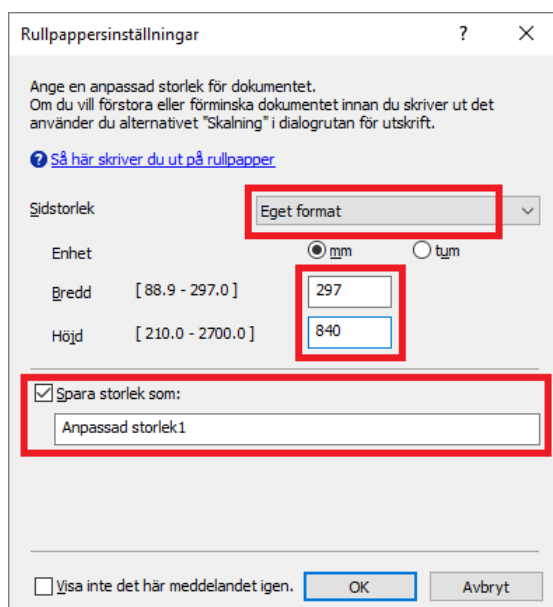 Rullpappersinställningar ?
Ange en anpassad storlek för dokumentet.
Om du vill förstora eller förminska dokumentet innan du skriver ut det
använder du alternativet "Skalning" i dialogrutan för utskrift.
? Så här skriver du ut på rullpapper
Sidstorlek Eget format
Enhet mm tum
Bredd [ 88.9 - 297.0 ] 297
Höjd [ 210.0 - 2700.0 ] 840
Spara storlek som:
Anpassad storlek1
Visa inte det här meddelandet igen. OK Avbryt